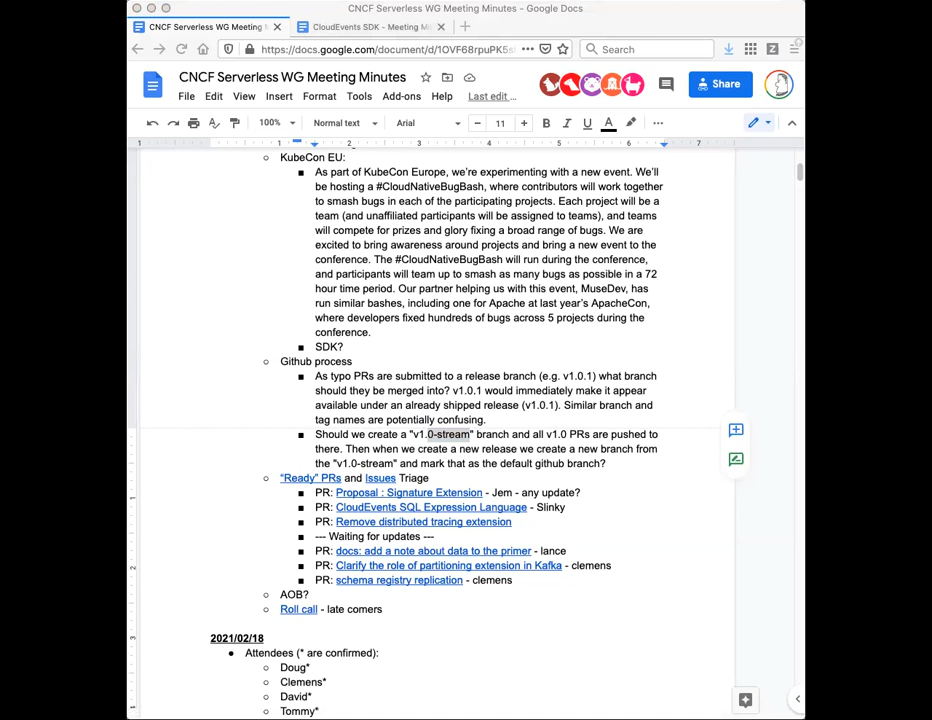 CNCF Serverless WG Meeting Minutes - Google Docs
CNCF Serverless WG Meeting
CloudEvents SDK - Meeting M
https://docs.google.com/document/d/1OVF68rpuPK5s
Search
CNCF Serverless WG Meeting Minutes
File Edit View Insert Format Tools Add-ons Help Last edit ...
Share
100% Normal text Arial 11 B I U A
1 1 2 3 4 5 6 7
KubeCon EU:
As part of KubeCon Europe, we're experimenting with a new event. We'll
be hosting a #CloudNativeBugBash, where contributors will work together
to smash bugs in each of the participating projects. Each project will be a
team (and unaffiliated participants will be assigned to teams), and teams
will compete for prizes and glory fixing a broad range of bugs. We are
excited to bring awareness around projects and bring a new event to the
conference. The #CloudNativeBugBash will run during the conference,
and participants will team up to smash as many bugs as possible in a 72
hour time period. Our partner helping us with this event, MuseDev, has
run similar bashes, including one for Apache at last year's ApacheCon,
where developers fixed hundreds of bugs across 5 projects during the
conference.
SDK?
Github process
As typo PRs are submitted to a release branch (e.g. v1.0.1) what branch
should they be merged into? v1.0.1 would immediately make it appear
available under an already shipped release (v1.0.1). Similar branch and
tag names are potentially confusing.
Should we create a "v1.0-stream" branch and all v1.0 PRs are pushed to
there. Then when we create a new release we create a new branch from
the "v1.0-stream" and mark that as the default github branch?
"Ready" PRs and Issues Triage
PR: Proposal : Signature Extension - Jem - any update?
PR: CloudEvents SQL Expression Language - Slinky
PR: Remove distributed tracing extension
--- Waiting for updates ---
PR: docs: add a note about data to the primer - lance
PR: Clarify the role of partitioning extension in Kafka - clemens
PR: schema registry replication - clemens
AOB?
Roll call - late comers
2021/02/18
Attendees (* are confirmed):
Doug*
Clemens*
David*
Tommy*